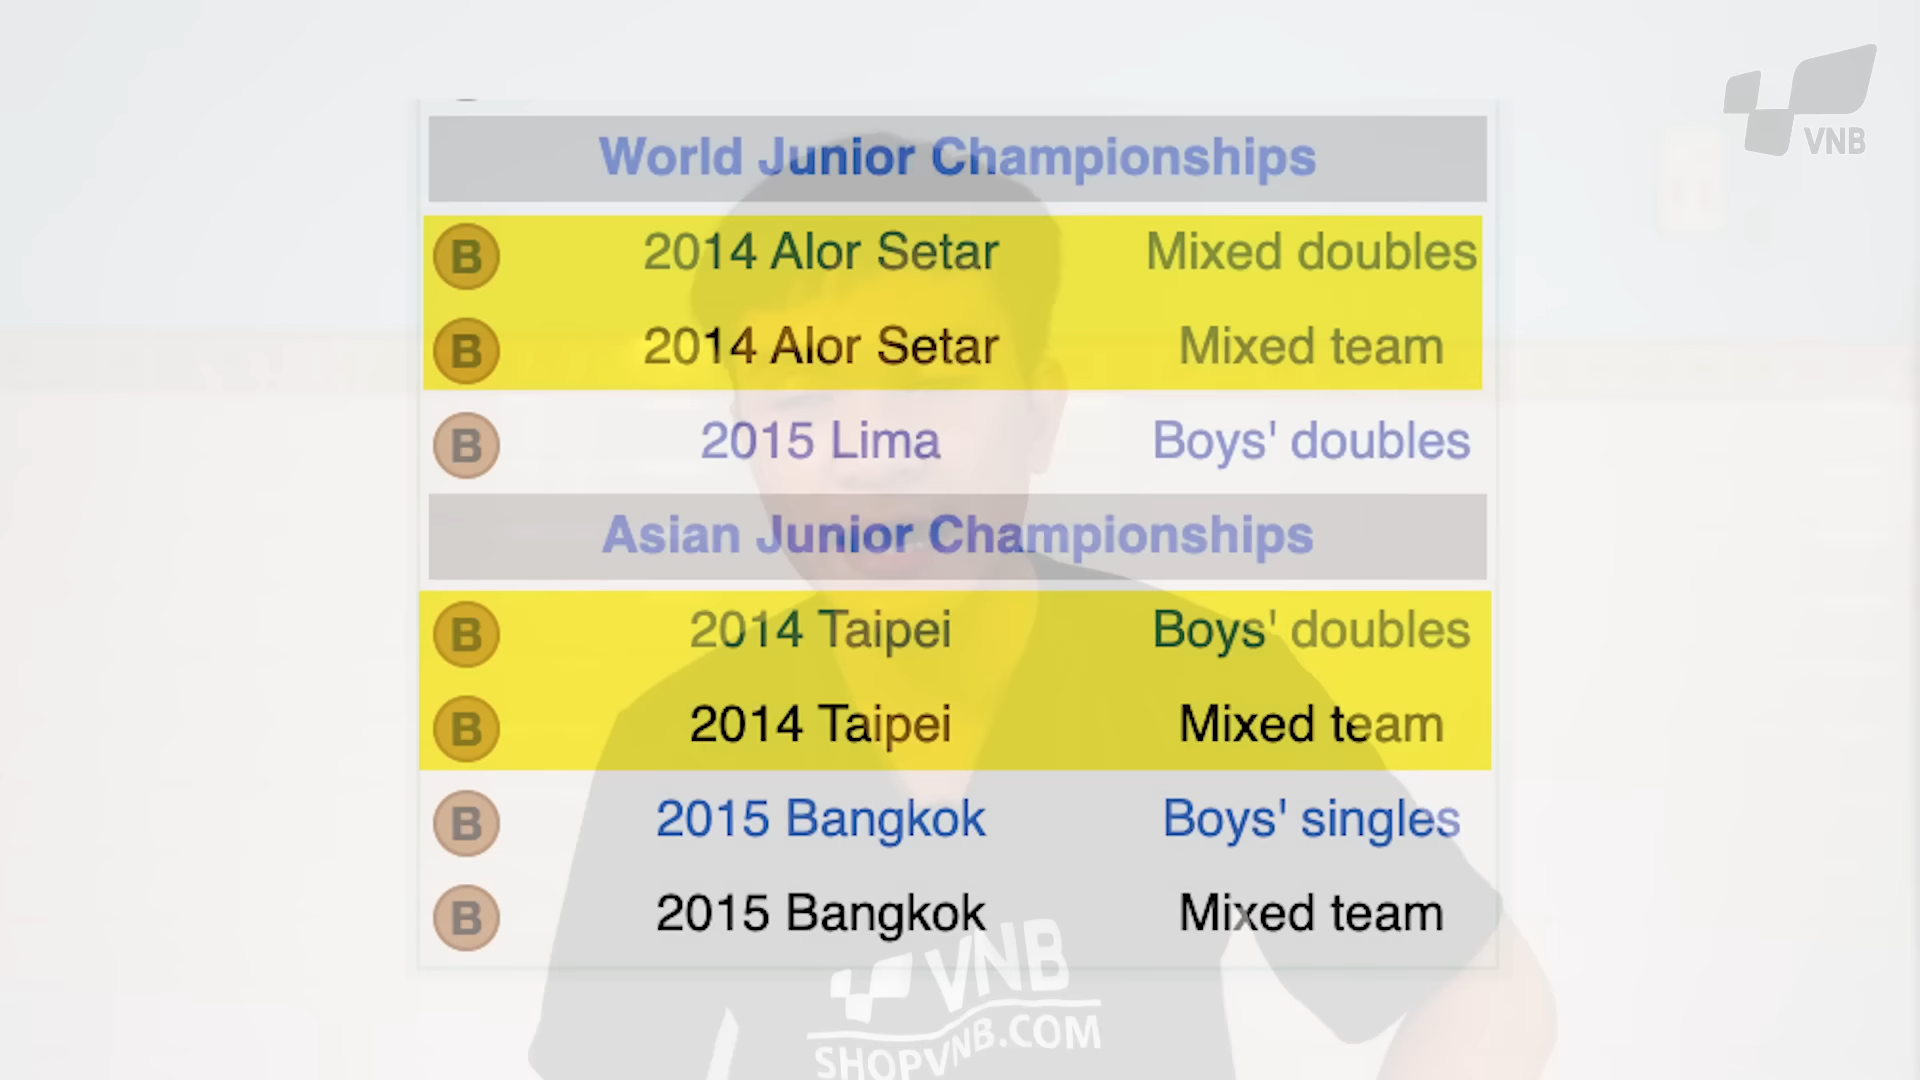 VNB
World Junior Championships
B 2014 Alor Setar Mixed doubles
B 2014 Alor Setar Mixed team
B 2015 Lima Boys' doubles
Asian Junior Championships
B 2014 Taipei Boys' doubles
B 2014 Taipei Mixed team
B 2015 Bangkok Boys' singles
B 2015 Bangkok Mixed team
VNB
SHOPVNB.COM